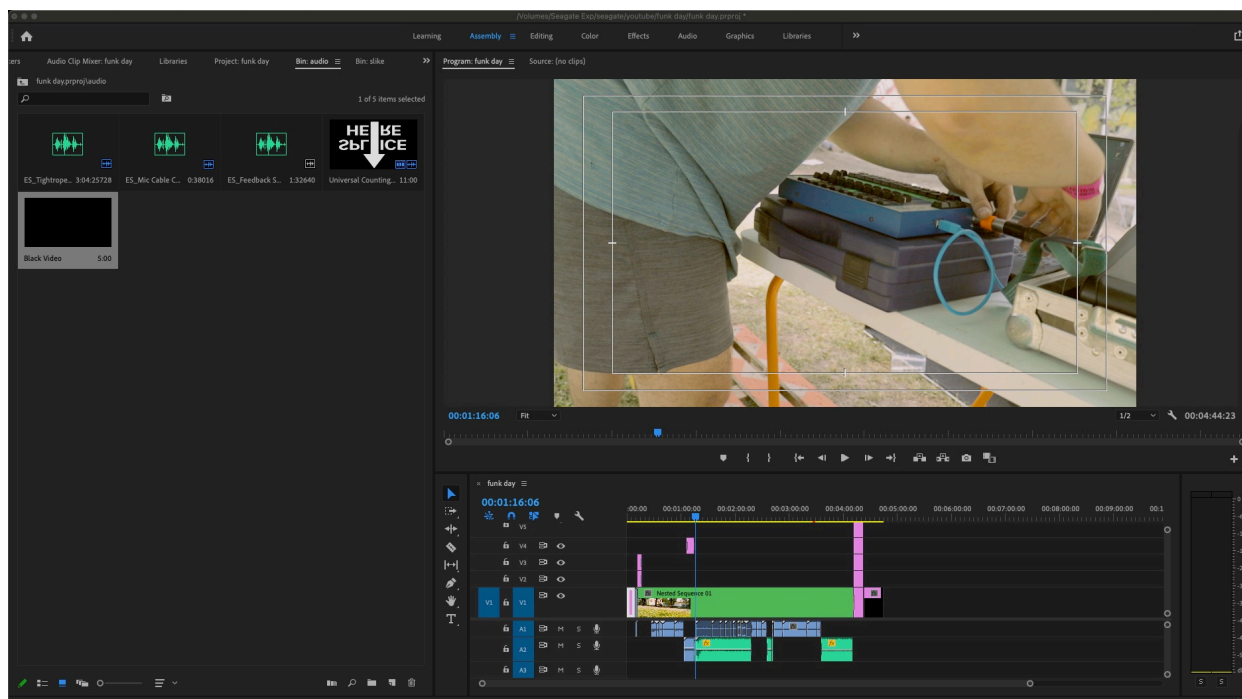 /Volumes/Seagate Exp/seagate/youtube/funk day/funk day.prproj *
Learning Assembly Editing Color Effects Audio Graphics Libraries
Audio Clip Mixer: funk day Libraries Project: funk day Bin: audio Bin: slike
Program: funk day Source: (no clips)
funk day.prproj\audio
1 of 5 items selected
HERE
SPLICE
ES_Tightrope... 3:04:25728 ES_Mic Cable C... 0:38016 ES_Feedback S... 1:32640 Universal Counting... 11:00
Black Video 5:00
00:01:16:06 Fit 1/2 00:04:44:23
funk day
00:01:16:06
:00:00 00:01:00:00 00:02:00:00 00:03:00:00 00:04:00:00 00:05:00:00 00:06:00:00 00:07:00:00 00:08:00:00 00:09:00:00 00:1
V5
V4
V3
V2
V1 V1 Nested Sequence 01
A1 M S
A2 M S
A3 M S
S S